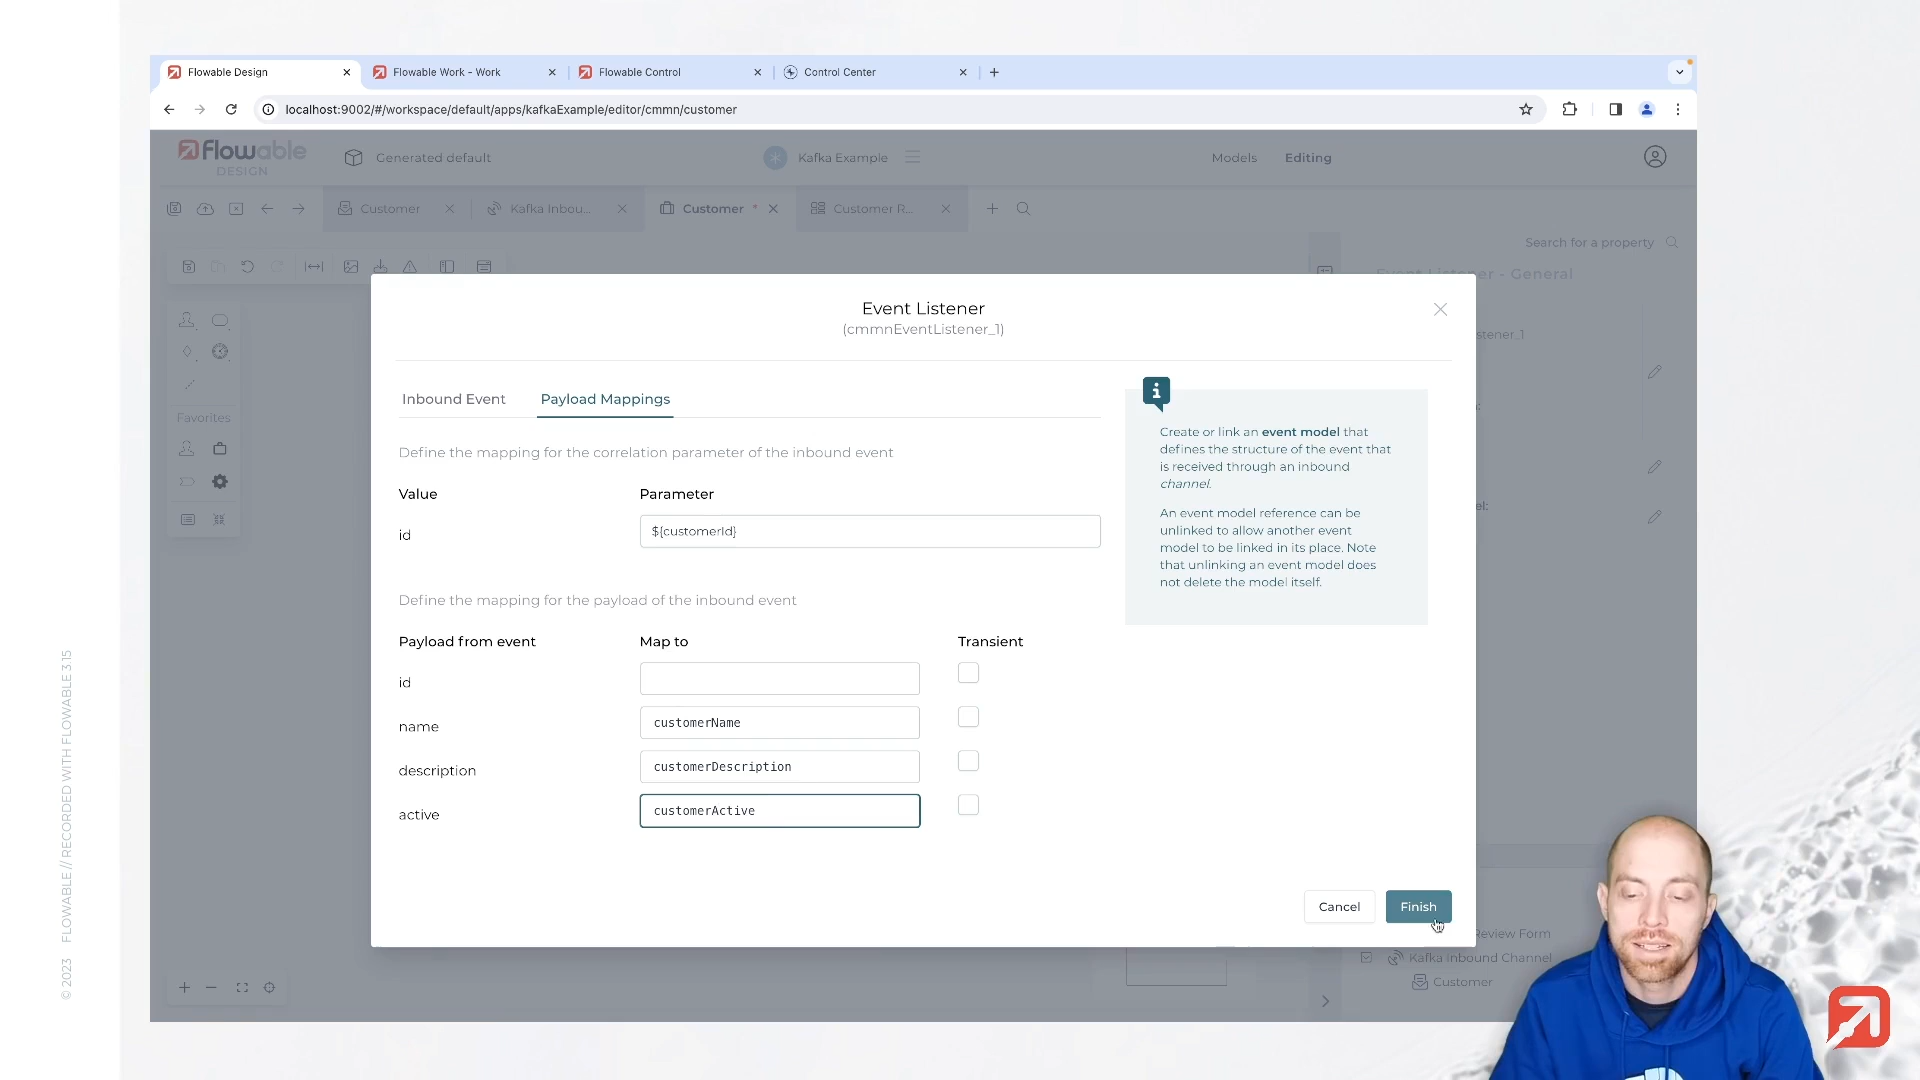 Flowable Design
Flowable Work - Work
Flowable Control
Control Center
localhost:9002/#/workspace/default/apps/kafkaExample/editor/cmmn/customer
Flowable
DESIGN
Generated default
Kafka Example
Models
Editing
Customer
Kafka Inbou...
Customer *
Customer R...
Search for a property
Event Listener - General
stener_1
Favorites
Event Listener
(cmmnEventListener_1)
Inbound Event
Payload Mappings
Define the mapping for the correlation parameter of the inbound event
Value
Parameter
id
${customerId}
Define the mapping for the payload of the inbound event
Payload from event
Map to
Transient
id
name
customerName
description
customerDescription
active
customerActive
Create or link an event model that
defines the structure of the event that
is received through an inbound
channel.
An event model reference can be
unlinked to allow another event
model to be linked in its place. Note
that unlinking an event model does
not delete the model itself.
Cancel
Finish
Review Form
Kafka Inbound Channel
Customer
© 2023 FLOWABLE // RECORDED WITH FLOWABLE 3.15